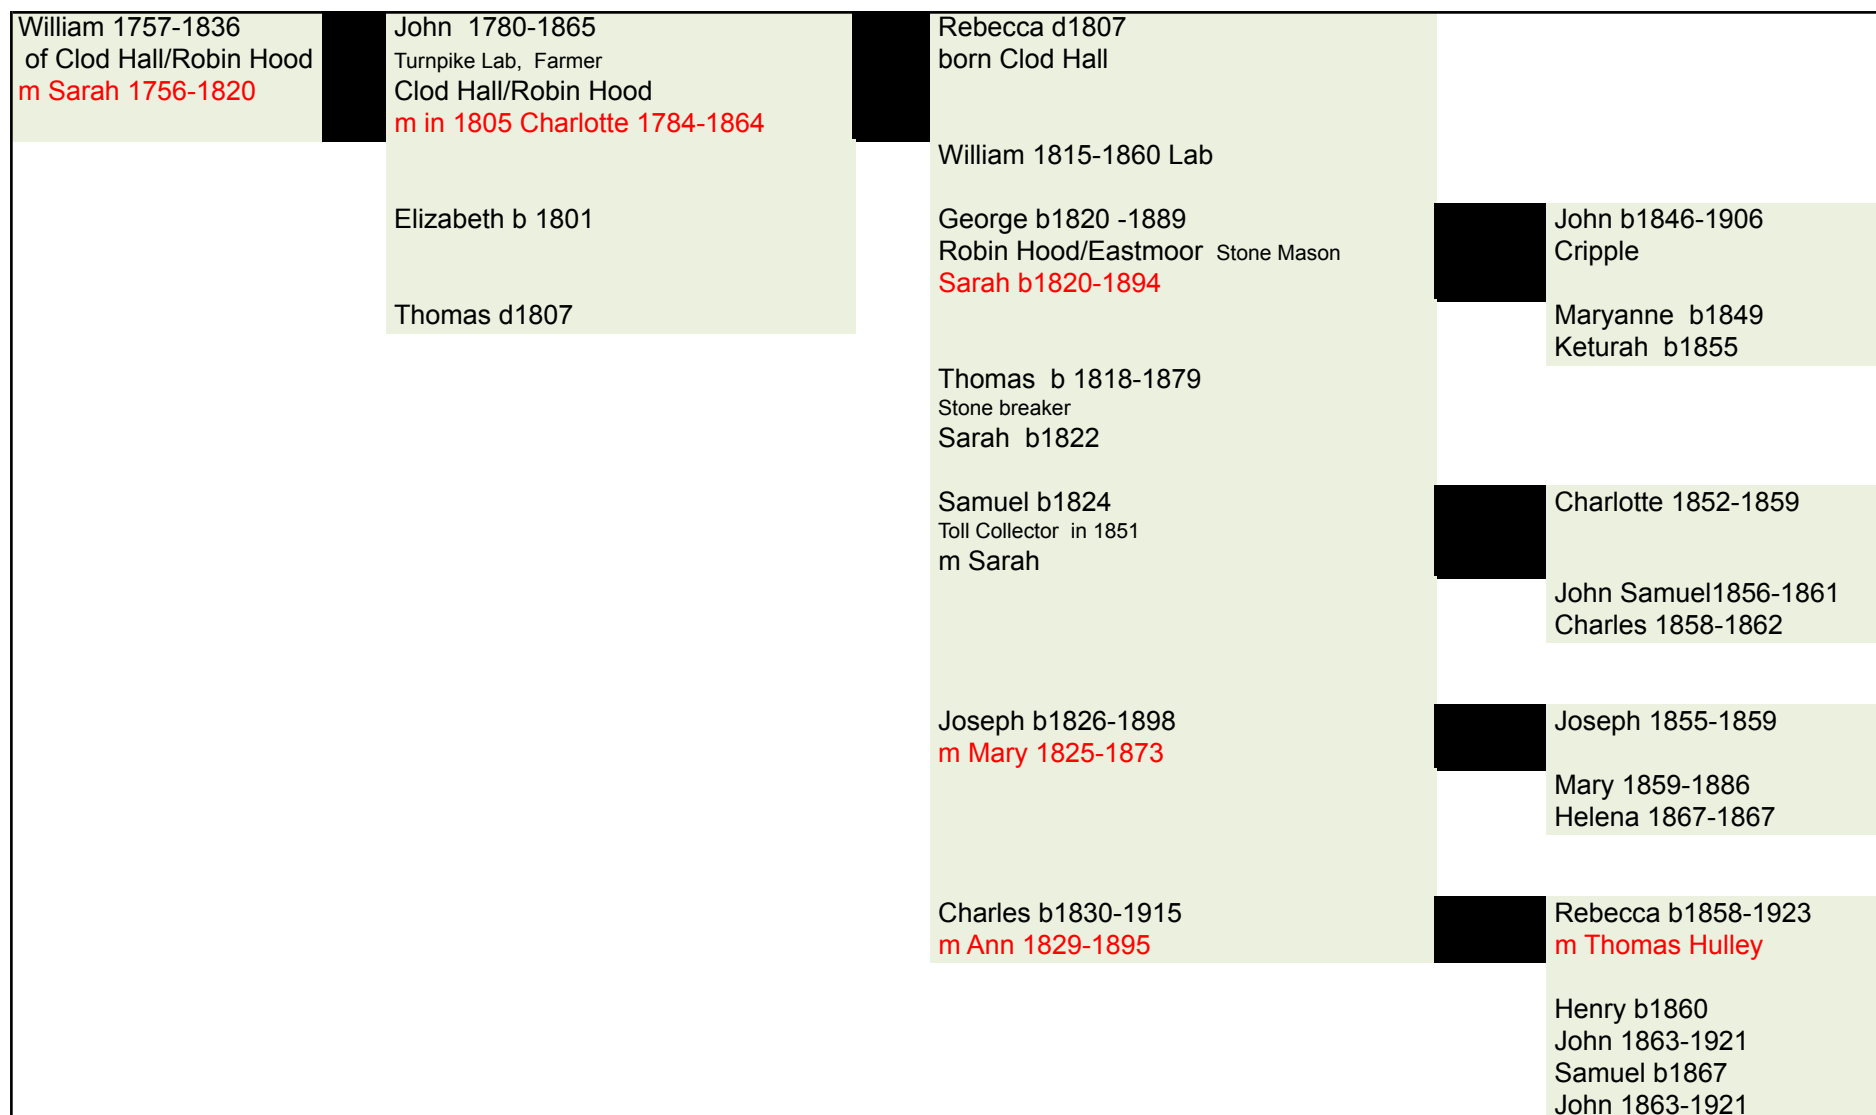 William 1757-1836
of Clod Hall/Robin Hood
m Sarah 1756-1820
John 1780-1865
Turnpike Lab, Farmer
Clod Hall/Robin Hood
m in 1805 Charlotte 1784-1864
Elizabeth b 1801
Thomas d1807
Rebecca d1807
born Clod Hall
William 1815-1860 Lab
George b1820 -1889
Robin Hood/Eastmoor Stone Mason
Sarah b1820-1894
Thomas b 1818-1879
Stone breaker
Sarah b1822
Samuel b1824
Toll Collector in 1851
m Sarah
Joseph b1826-1898
m Mary 1825-1873
Charles b1830-1915
m Ann 1829-1895
John b1846-1906
Cripple
Maryanne b1849
Keturah b1855
Charlotte 1852-1859
John Samuel1856-1861
Charles 1858-1862
Joseph 1855-1859
Mary 1859-1886
Helena 1867-1867
Rebecca b1858-1923
m Thomas Hulley
Henry b1860
John 1863-1921
Samuel b1867
John 1863-1921